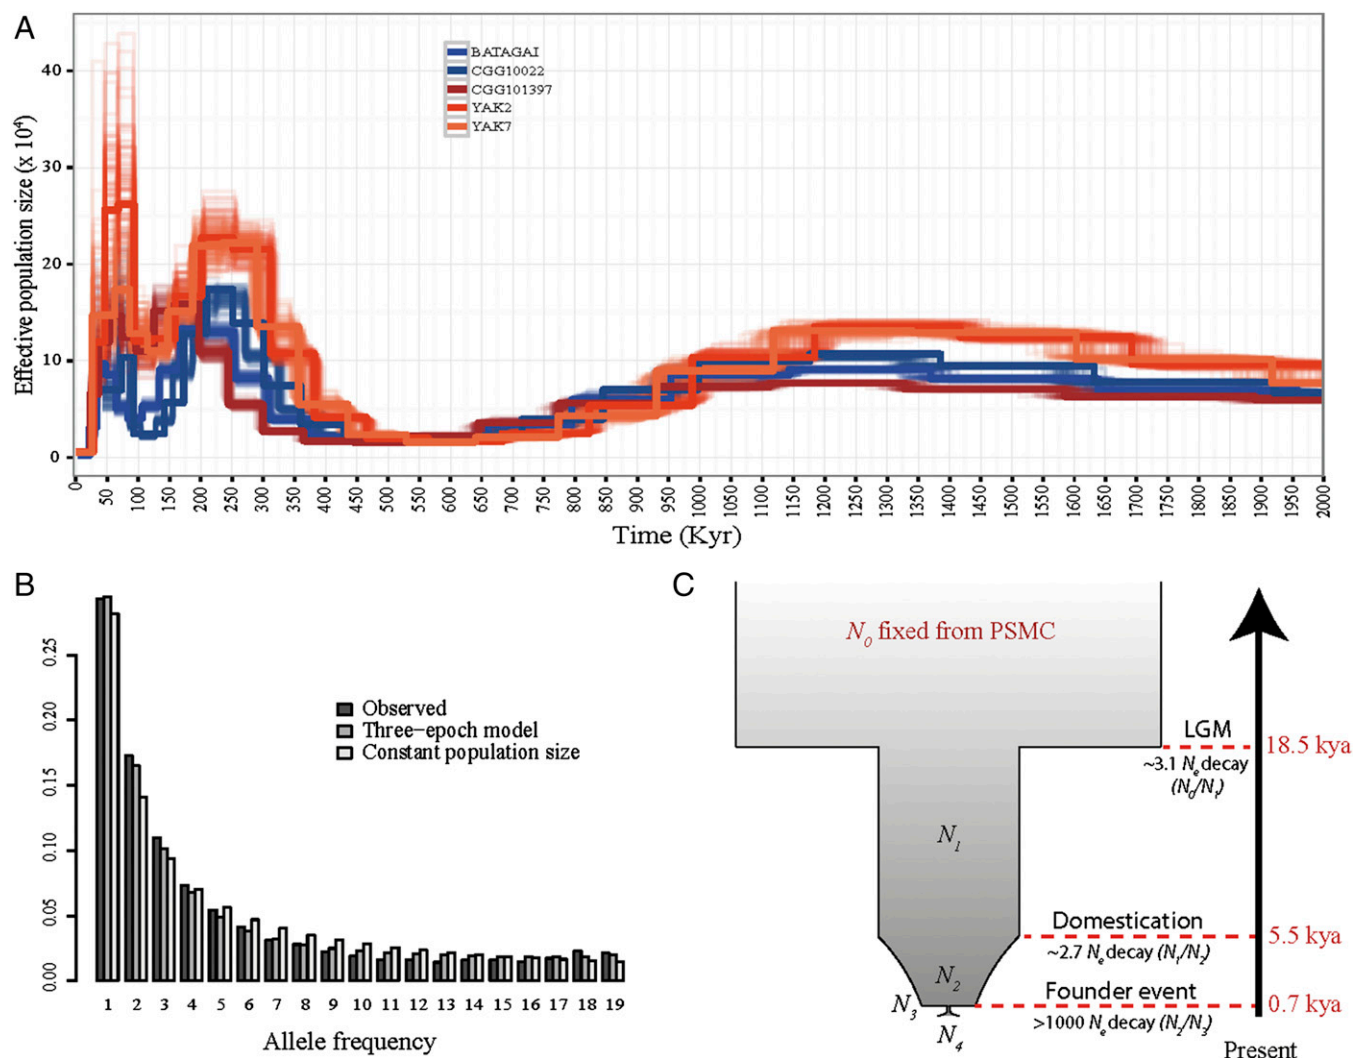 A
Effective population size (x 10⁴)
40
30
20
10
0
BATAGAI
CGG10022
CGG101397
YAK2
YAK7
0 50 100 150 200 250 300 350 400 450 500 550 600 650 700 750 800 850 900 950 1000 1050 1100 1150 1200 1250 1300 1350 1400 1450 1500 1550 1600 1650 1700 1750 1800 1850 1900 1950 2000
Time (Kyr)
B
0.25
0.20
0.15
0.10
0.05
0.00
Observed
Three-epoch model
Constant population size
1 2 3 4 5 6 7 8 9 10 11 12 13 14 15 16 17 18 19
Allele frequency
C
N₀ fixed from PSMC
LGM
18.5 kya
~3.1 Nₑ decay
(N₀/N₁)
N₁
Domestication
5.5 kya
~2.7 Nₑ decay (N₁/N₂)
N₂
Founder event
N₃
0.7 kya
>1000 Nₑ decay (N₂/N₃)
N₄
Present